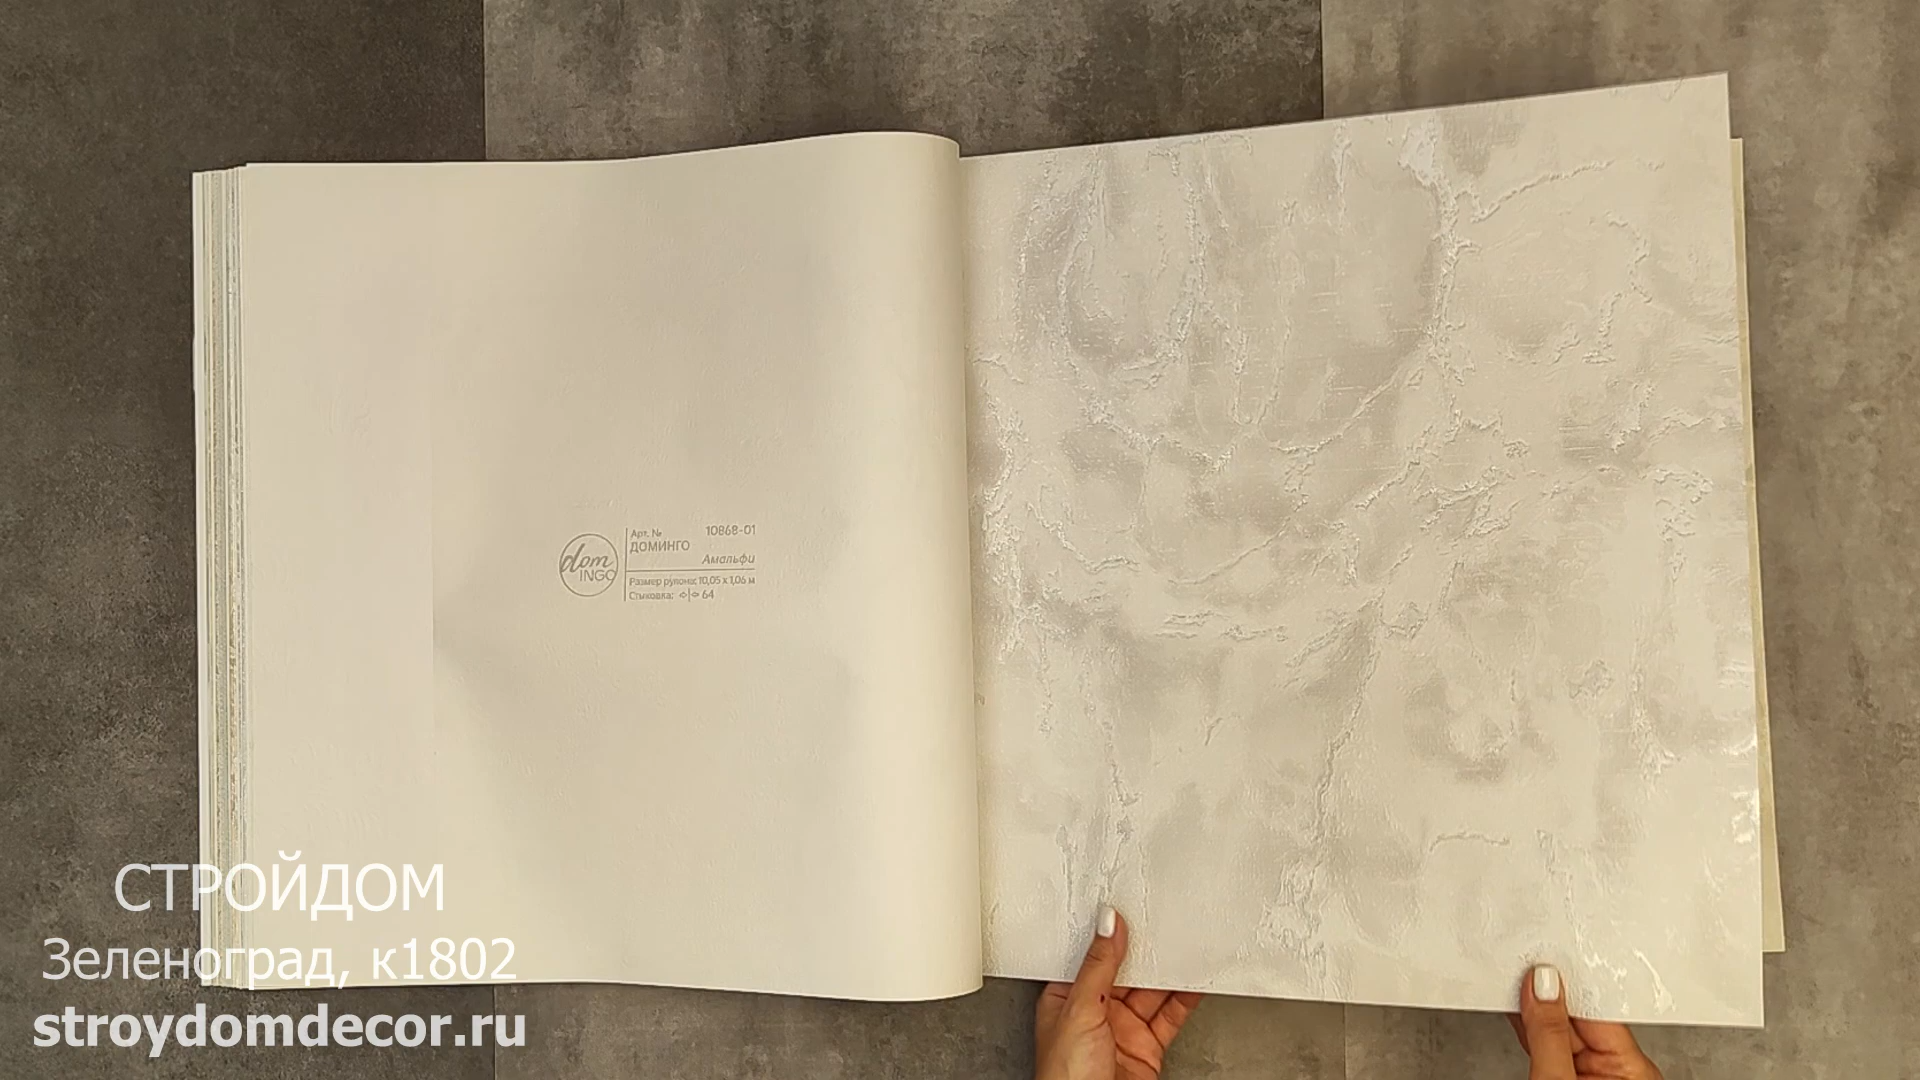 dom
INGO
Арт. № 10868-01
ДОМИНГО
Амальфи
Размер рулона: 10,05 x 1,06 м
Стыковка: 64
СТРОЙДОМ
Зеленоград, к1802
stroydomdecor.ru